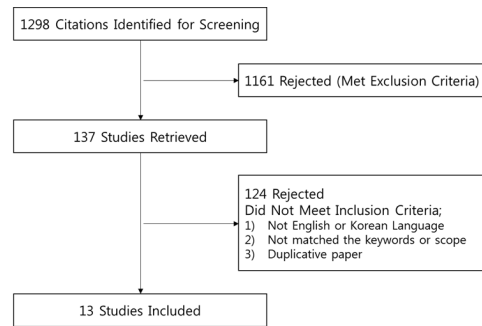 1298 Citations Identified for Screening
1161 Rejected (Met Exclusion Criteria)
137 Studies Retrieved
124 Rejected
Did Not Meet Inclusion Criteria;
1) Not English or Korean Language
2) Not matched the keywords or scope
3) Duplicative paper
13 Studies Included